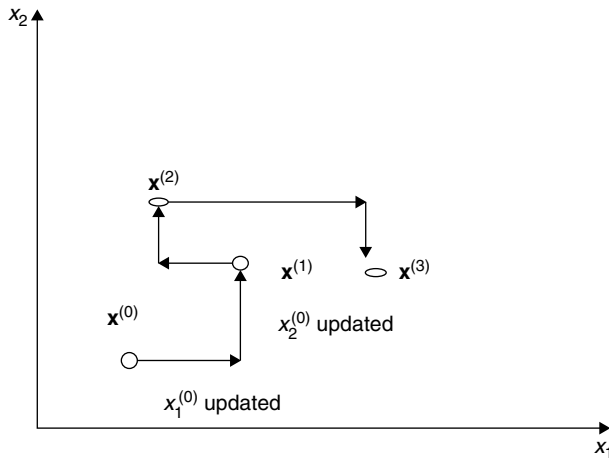 x₂
x⁽²⁾
x⁽¹⁾
x⁽³⁾
x⁽⁰⁾
x₂⁽⁰⁾ updated
x₁⁽⁰⁾ updated
x₁